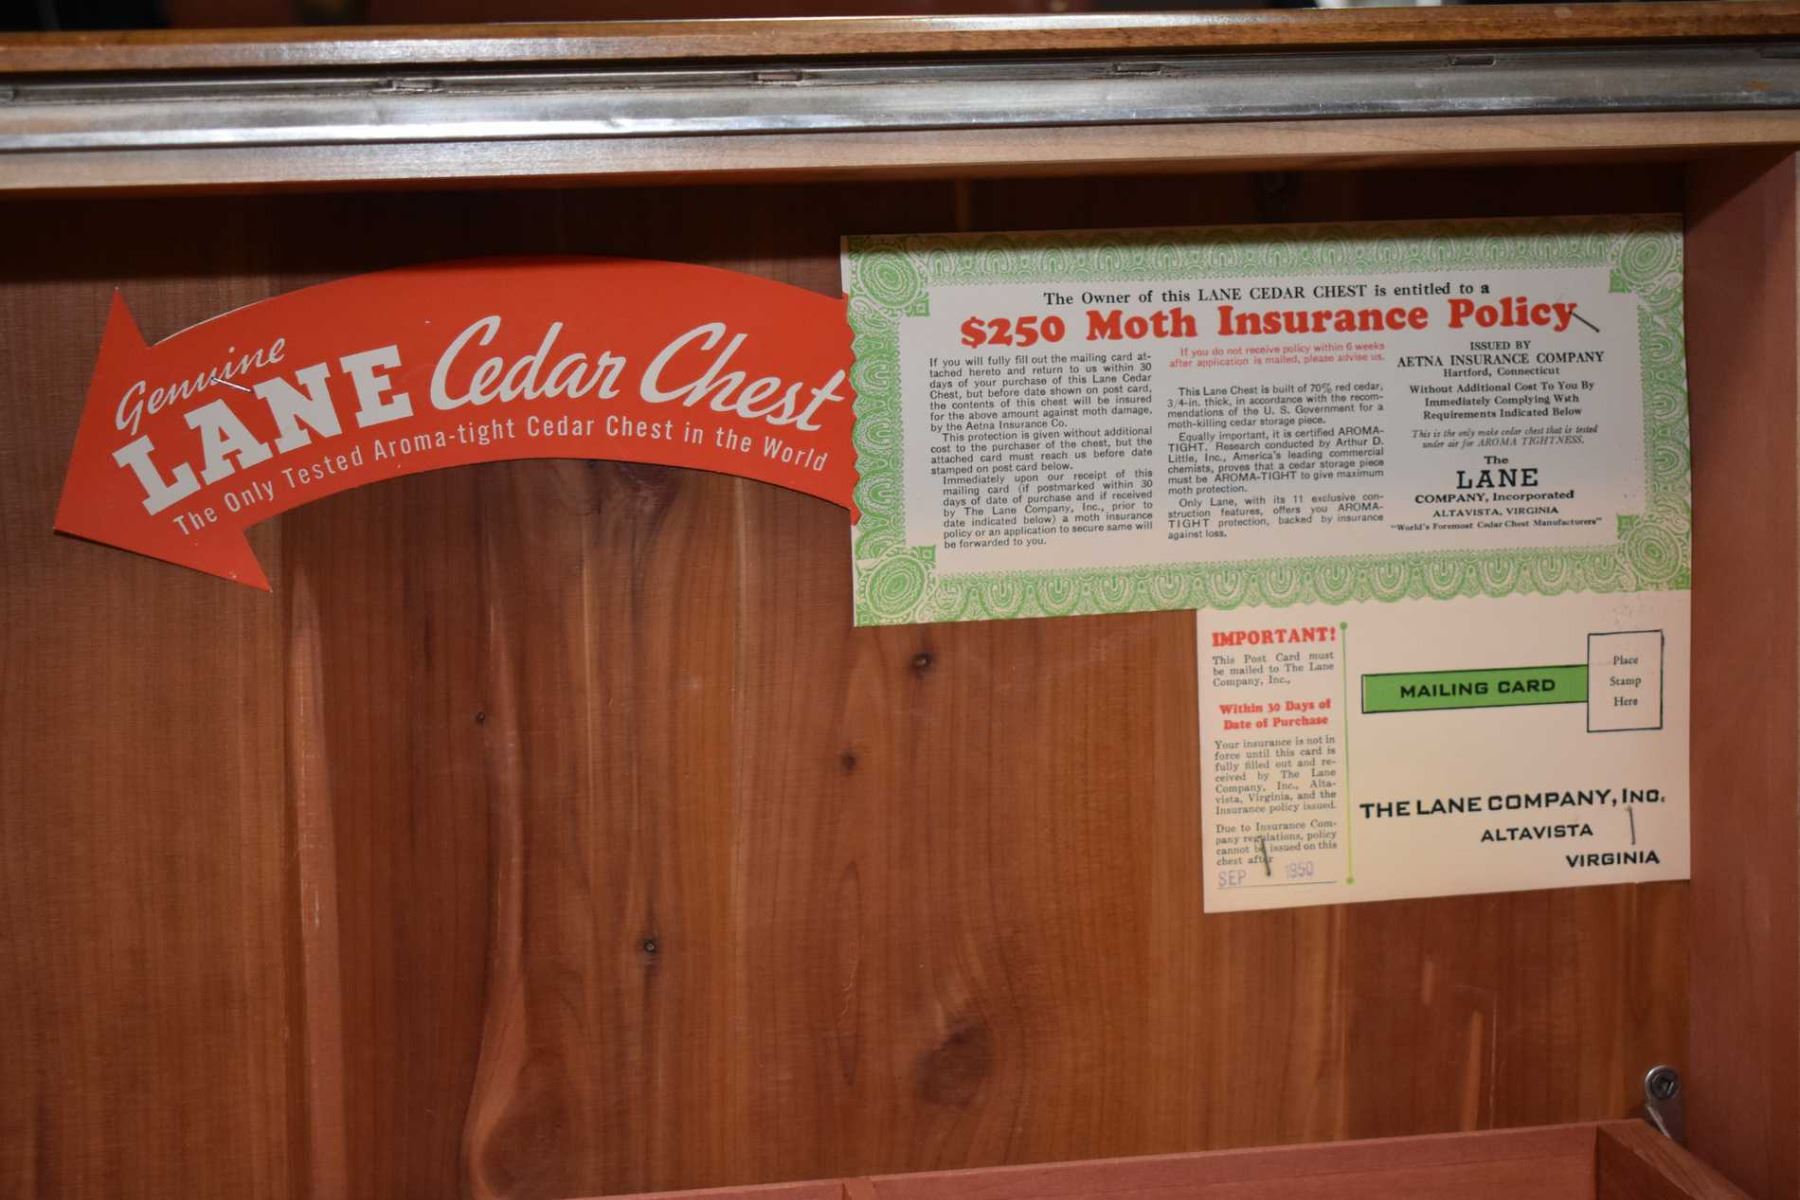 Genuine
LANE Cedar Chest
The Only Tested Aroma-tight Cedar Chest in the World
The Owner of this LANE CEDAR CHEST is entitled to a
$250 Moth Insurance Policy
If you will fully fill out the mailing card at-
tached hereto and return to us within 30
days of your purchase of this Lane Cedar
Chest, but before date shown on post card,
the contents of this chest will be insured
for the above amount against moth damage,
by the Aetna Insurance Co.
This protection is given without additional
cost to the purchaser of the chest, but the
attached card must reach us before date
stamped on post card below.
Immediately upon our receipt of this
mailing card (if postmarked within 30
days of date of purchase and if received
by The Lane Company, Inc., prior to
date indicated below) a moth insurance
policy or an application to secure same will
be forwarded to you.
If you do not receive policy within 6 weeks
after application is mailed, please advise us.
This Lane Chest is built of 70% red cedar,
3/4-in. thick, in accordance with the recom-
mendations of the U. S. Government for a
moth-killing cedar storage piece.
Equally important, it is certified AROMA-
TIGHT. Research conducted by Arthur D.
Little, Inc., America's leading commercial
chemists, proves that a cedar storage piece
must be AROMA-TIGHT to give maximum
moth protection.
Only Lane, with its 11 exclusive con-
struction features, offers you AROMA-
TIGHT protection, backed by insurance
against loss.
ISSUED BY
AETNA INSURANCE COMPANY
Hartford, Connecticut
Without Additional Cost To You By
Immediately Complying With
Requirements Indicated Below
This is the only make cedar chest that is tested
under air for AROMA TIGHTNESS.
The
LANE
COMPANY, Incorporated
ALTAVISTA, VIRGINIA
"World's Foremost Cedar Chest Manufacturers"
IMPORTANT!
This Post Card must
be mailed to The Lane
Company, Inc.,
Within 30 Days of
Date of Purchase
Your insurance is not in
force until this card is
fully filled out and re-
ceived by The Lane
Company, Inc., Alta-
vista, Virginia, and the
Insurance policy issued.
Due to Insurance Com-
pany regulations, policy
cannot be issued on this
chest after
SEP 1950
MAILING CARD
Place
Stamp
Here
THE LANE COMPANY, INC.
ALTAVISTA
VIRGINIA